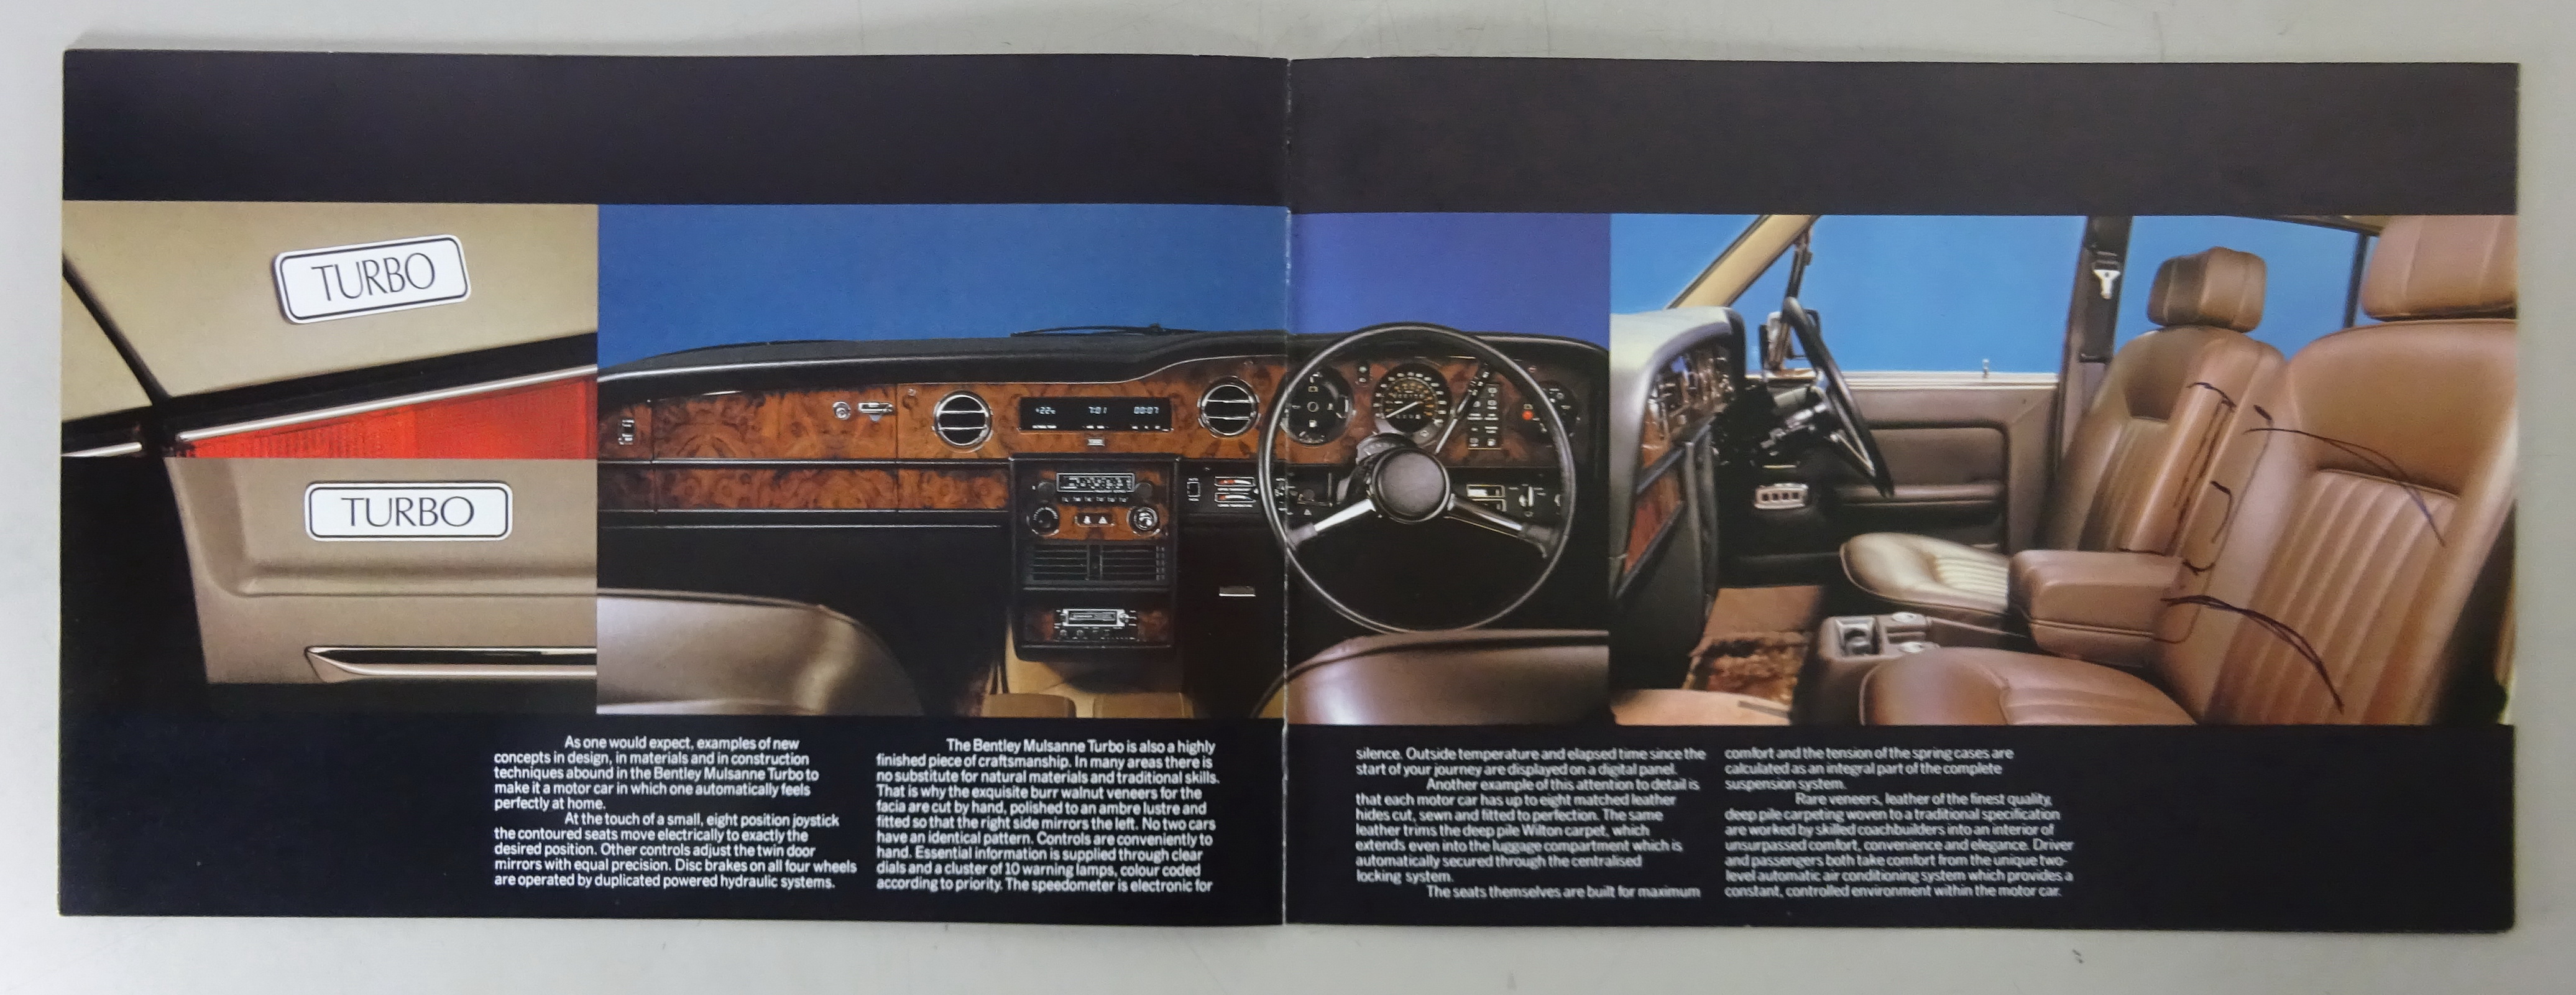 TURBO
TURBO
+22c 7:01 00:07
As one would expect, examples of new
concepts in design, in materials and in construction
techniques abound in the Bentley Mulsanne Turbo to
make it a motor car in which one automatically feels
perfectly at home.
At the touch of a small, eight position joystick
the contoured seats move electrically to exactly the
desired position. Other controls adjust the twin door
mirrors with equal precision. Disc brakes on all four wheels
are operated by duplicated powered hydraulic systems.
The Bentley Mulsanne Turbo is also a highly
finished piece of craftsmanship. In many areas there is
no substitute for natural materials and traditional skills.
That is why the exquisite burr walnut veneers for the
facia are cut by hand, polished to an ambre lustre and
fitted so that the right side mirrors the left. No two cars
have an identical pattern. Controls are conveniently to
hand. Essential information is supplied through clear
dials and a cluster of 10 warning lamps, colour coded
according to priority. The speedometer is electronic for
silence. Outside temperature and elapsed time since the
start of your journey are displayed on a digital panel.
Another example of this attention to detail is
that each motor car has up to eight matched leather
hides cut, sewn and fitted to perfection. The same
leather trims the deep pile Wilton carpet, which
extends even into the luggage compartment which is
automatically secured through the centralised
locking system.
The seats themselves are built for maximum
comfort and the tension of the spring cases are
calculated as an integral part of the complete
suspension system.
Rare veneers, leather of the finest quality,
deep pile carpeting woven to a traditional specification
are worked by skilled coachbuilders into an interior of
unsurpassed comfort, convenience and elegance. Driver
and passengers both take comfort from the unique two-
level automatic air conditioning system which provides a
constant, controlled environment within the motor car.